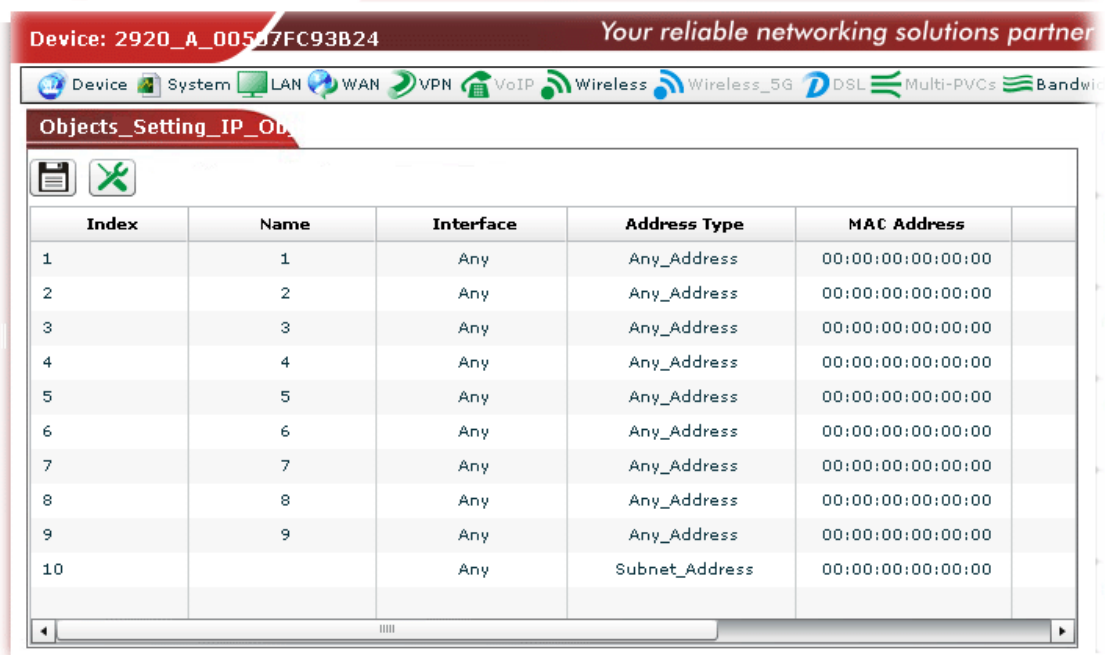 Device: 2920_A_00507FC93B24
Your reliable networking solutions partner
Device System LAN WAN VPN VoIP Wireless Wireless_5G DSL Multi-PVCs Bandwi
Objects_Setting_IP_Ob
Index Name Interface Address Type MAC Address
1 1 Any Any_Address 00:00:00:00:00:00
2 2 Any Any_Address 00:00:00:00:00:00
3 3 Any Any_Address 00:00:00:00:00:00
4 4 Any Any_Address 00:00:00:00:00:00
5 5 Any Any_Address 00:00:00:00:00:00
6 6 Any Any_Address 00:00:00:00:00:00
7 7 Any Any_Address 00:00:00:00:00:00
8 8 Any Any_Address 00:00:00:00:00:00
9 9 Any Any_Address 00:00:00:00:00:00
10 Any Subnet_Address 00:00:00:00:00:00